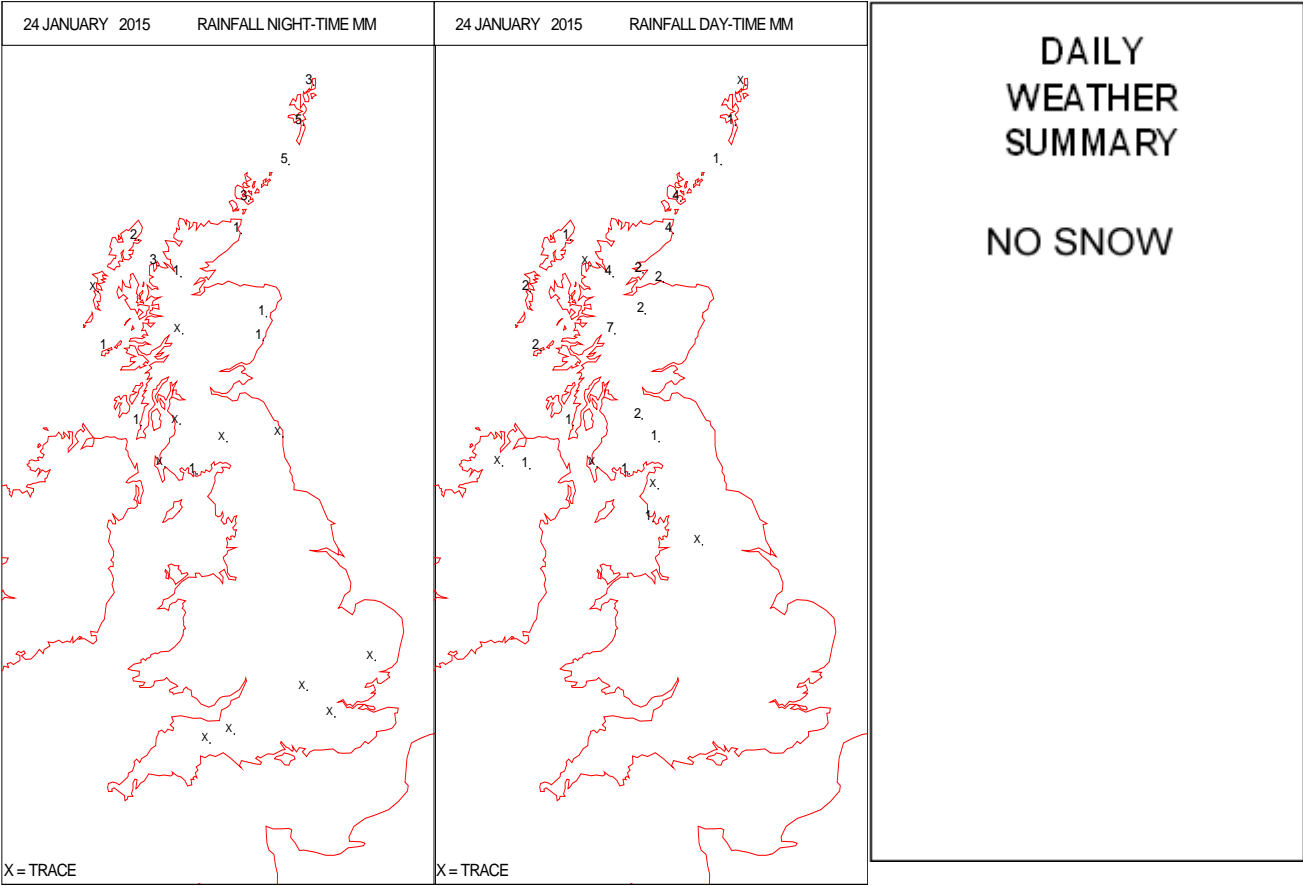 24 JANUARY 2015 RAINFALL NIGHT-TIME MM
3.
5.
5.
3.
1.
2.
3.
1.
X.
1.
X.
1.
1.
1.
X.
X.
X.
X.
1.
X.
X.
X.
X.
X.
X = TRACE
24 JANUARY 2015 RAINFALL DAY-TIME MM
X.
1.
1.
4.
4.
1.
X.
4.
2.
2.
2.
2.
7.
2.
2.
1.
1.
X.
1.
X.
1.
X.
1.
X.
X = TRACE
DAILY
WEATHER
SUMMARY
NO SNOW